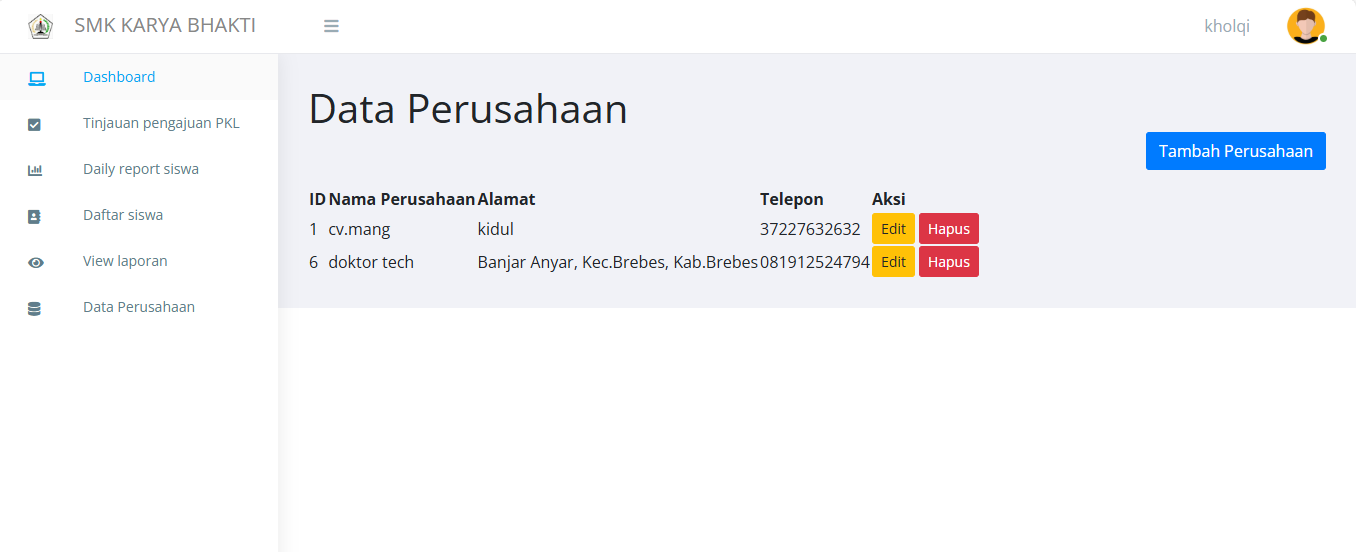 SMK KARYA BHAKTI
kholqi
Dashboard
Tinjauan pengajuan PKL
Daily report siswa
Daftar siswa
View laporan
Data Perusahaan
Data Perusahaan
Tambah Perusahaan
ID Nama Perusahaan Alamat Telepon Aksi
1 cv.mang kidul 37227632632 Edit Hapus
6 doktor tech Banjar Anyar, Kec.Brebes, Kab.Brebes 081912524794 Edit Hapus